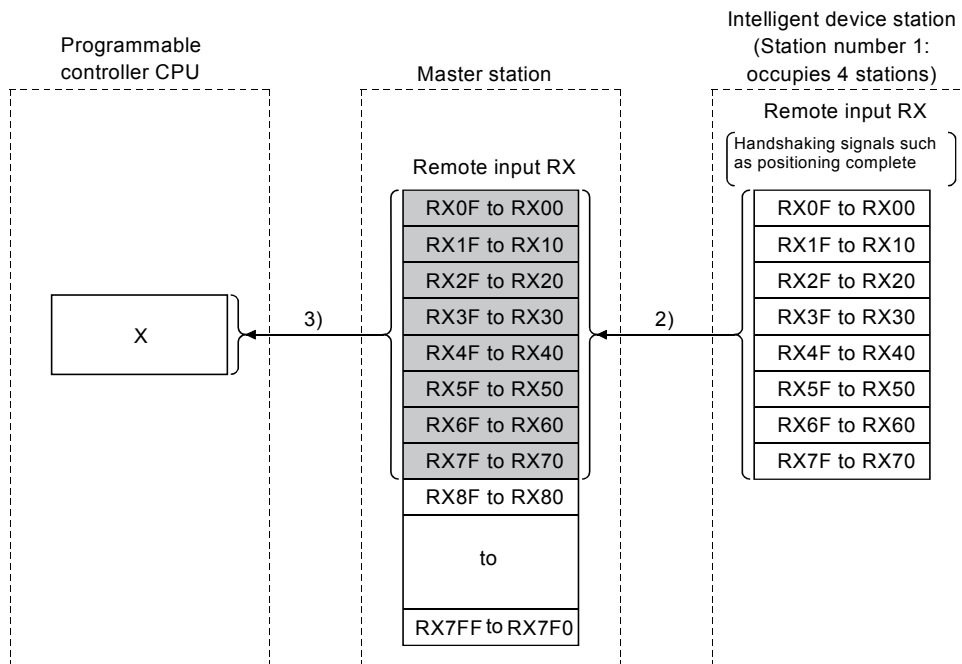 Programmable
controller CPU
Master station
Intelligent device station
(Station number 1:
occupies 4 stations)
Remote input RX
Handshaking signals such
as positioning complete
Remote input RX
RX0F to RX00
RX1F to RX10
RX2F to RX20
RX3F to RX30
RX4F to RX40
RX5F to RX50
RX6F to RX60
RX7F to RX70
RX8F to RX80
to
RX7FF to RX7F0
X
3)
2)
RX0F to RX00
RX1F to RX10
RX2F to RX20
RX3F to RX30
RX4F to RX40
RX5F to RX50
RX6F to RX60
RX7F to RX70